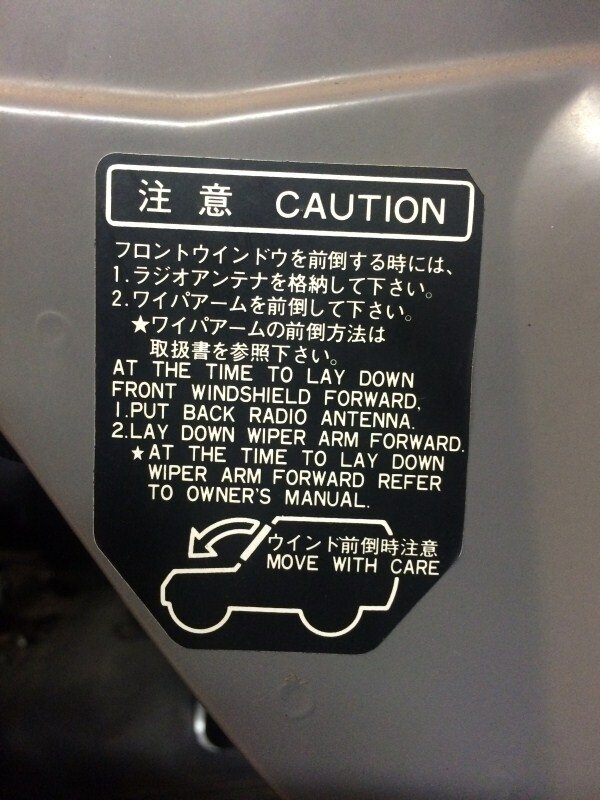 注意 CAUTION
フロントウインドウを前倒する時には、
1.ラジオアンテナを格納して下さい。
2.ワイパアームを前倒して下さい。
★ワイパアームの前倒方法は
取扱書を参照下さい。
AT THE TIME TO LAY DOWN
FRONT WINDSHIELD FORWARD,
1.PUT BACK RADIO ANTENNA.
2.LAY DOWN WIPER ARM FORWARD.
★AT THE TIME TO LAY DOWN
WIPER ARM FORWARD REFER
TO OWNER'S MANUAL.
ウインド前倒時注意
MOVE WITH CARE